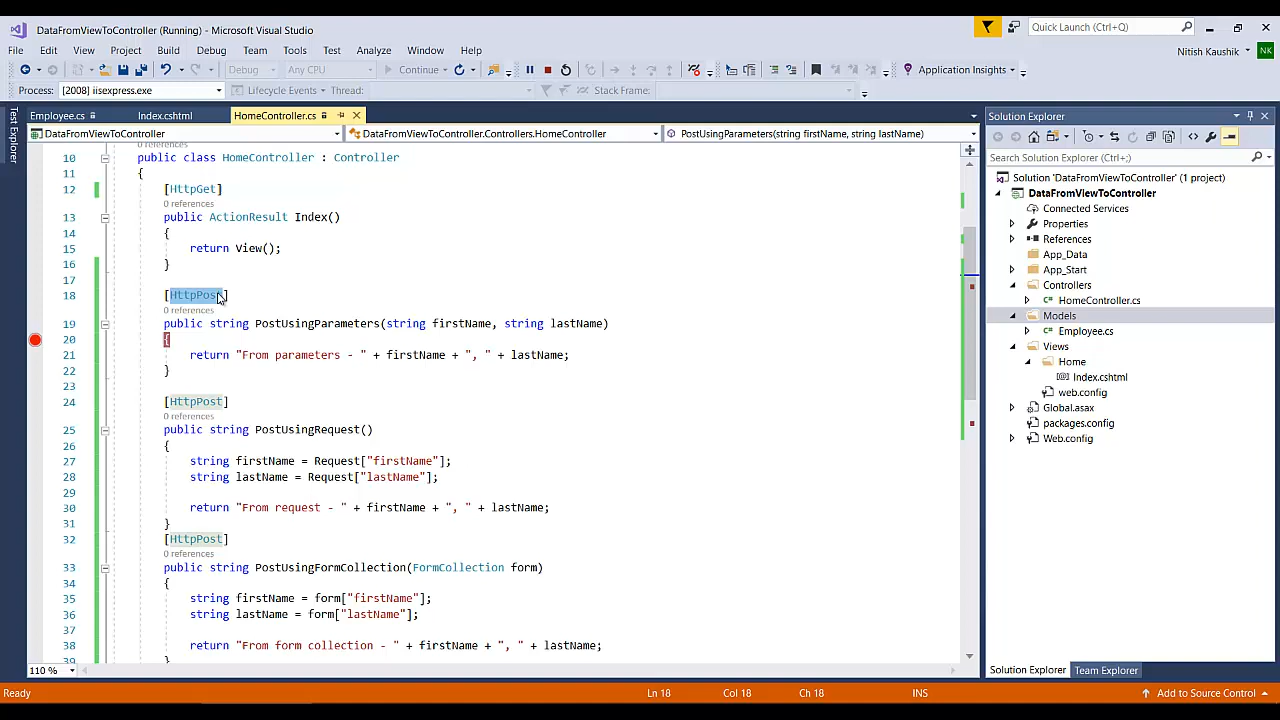 DataFromViewToController (Running) - Microsoft Visual Studio
Quick Launch (Ctrl+Q)
File Edit View Project Build Debug Team Tools Test Analyze Window Help
Nitish Kaushik NK
Debug Any CPU Continue Application Insights
Process: [2008] iisexpress.exe Lifecycle Events Thread: Stack Frame:
Test Explorer
Employee.cs Index.cshtml HomeController.cs
DataFromViewToController DataFromViewToController.Controllers.HomeController PostUsingParameters(string firstName, string lastName)
0 references
10 public class HomeController : Controller
11 {
12 [HttpGet]
0 references
13 public ActionResult Index()
14 {
15 return View();
16 }
17
18 [HttpPost]
0 references
19 public string PostUsingParameters(string firstName, string lastName)
20 {
21 return "From parameters - " + firstName + ", " + lastName;
22 }
23
24 [HttpPost]
0 references
25 public string PostUsingRequest()
26 {
27 string firstName = Request["firstName"];
28 string lastName = Request["lastName"];
29
30 return "From request - " + firstName + ", " + lastName;
31 }
32 [HttpPost]
0 references
33 public string PostUsingFormCollection(FormCollection form)
34 {
35 string firstName = form["firstName"];
36 string lastName = form["lastName"];
37
38 return "From form collection - " + firstName + ", " + lastName;
39 }
110 %
Solution Explorer
Search Solution Explorer (Ctrl+;)
Solution 'DataFromViewToController' (1 project)
DataFromViewToController
Connected Services
Properties
References
App_Data
App_Start
Controllers
HomeController.cs
Models
Employee.cs
Views
Home
Index.cshtml
web.config
Global.asax
packages.config
Web.config
Solution Explorer Team Explorer
Ready Ln 18 Col 18 Ch 18 INS Add to Source Control